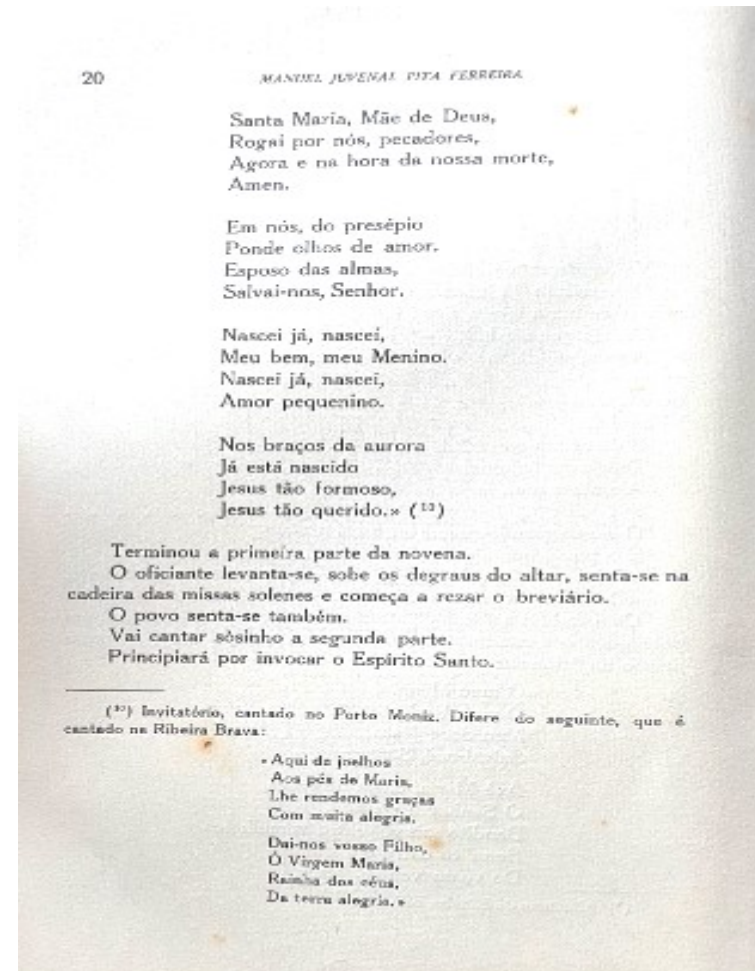 20
MANUEL JUVENAL PITA FERREIRA
Santa Maria, Mãe de Deus,
Rogai por nós, pecadores,
Agora e na hora da nossa morte,
Amen.
Em nós, do presépio
Ponde olhos de amor.
Esposo das almas,
Salvai-nos, Senhor.
Nascei já, nascei,
Meu bem, meu Menino.
Nascei já, nascei,
Amor pequenino.
Nos braços da aurora
Já está nascido
Jesus tão formoso,
Jesus tão querido.» (¹⁰)
Terminou a primeira parte da novena.
O oficiante levanta-se, sobe os degraus do altar, senta-se na
cadeira das missas solenes e começa a rezar o breviário.
O povo senta-se também.
Vai cantar sòsinho a segunda parte.
Principiará por invocar o Espírito Santo.
(¹⁰) Invitatório, cantado no Porto Moniz. Difere do seguinte, que é
cantado na Ribeira Brava:
«Aqui de joelhos
Aos pés de Maria,
Lhe rendemos graças
Com muita alegria.
Dai-nos vosso Filho,
Ó Virgem Maria,
Rainha dos céus,
Da terra alegria.»